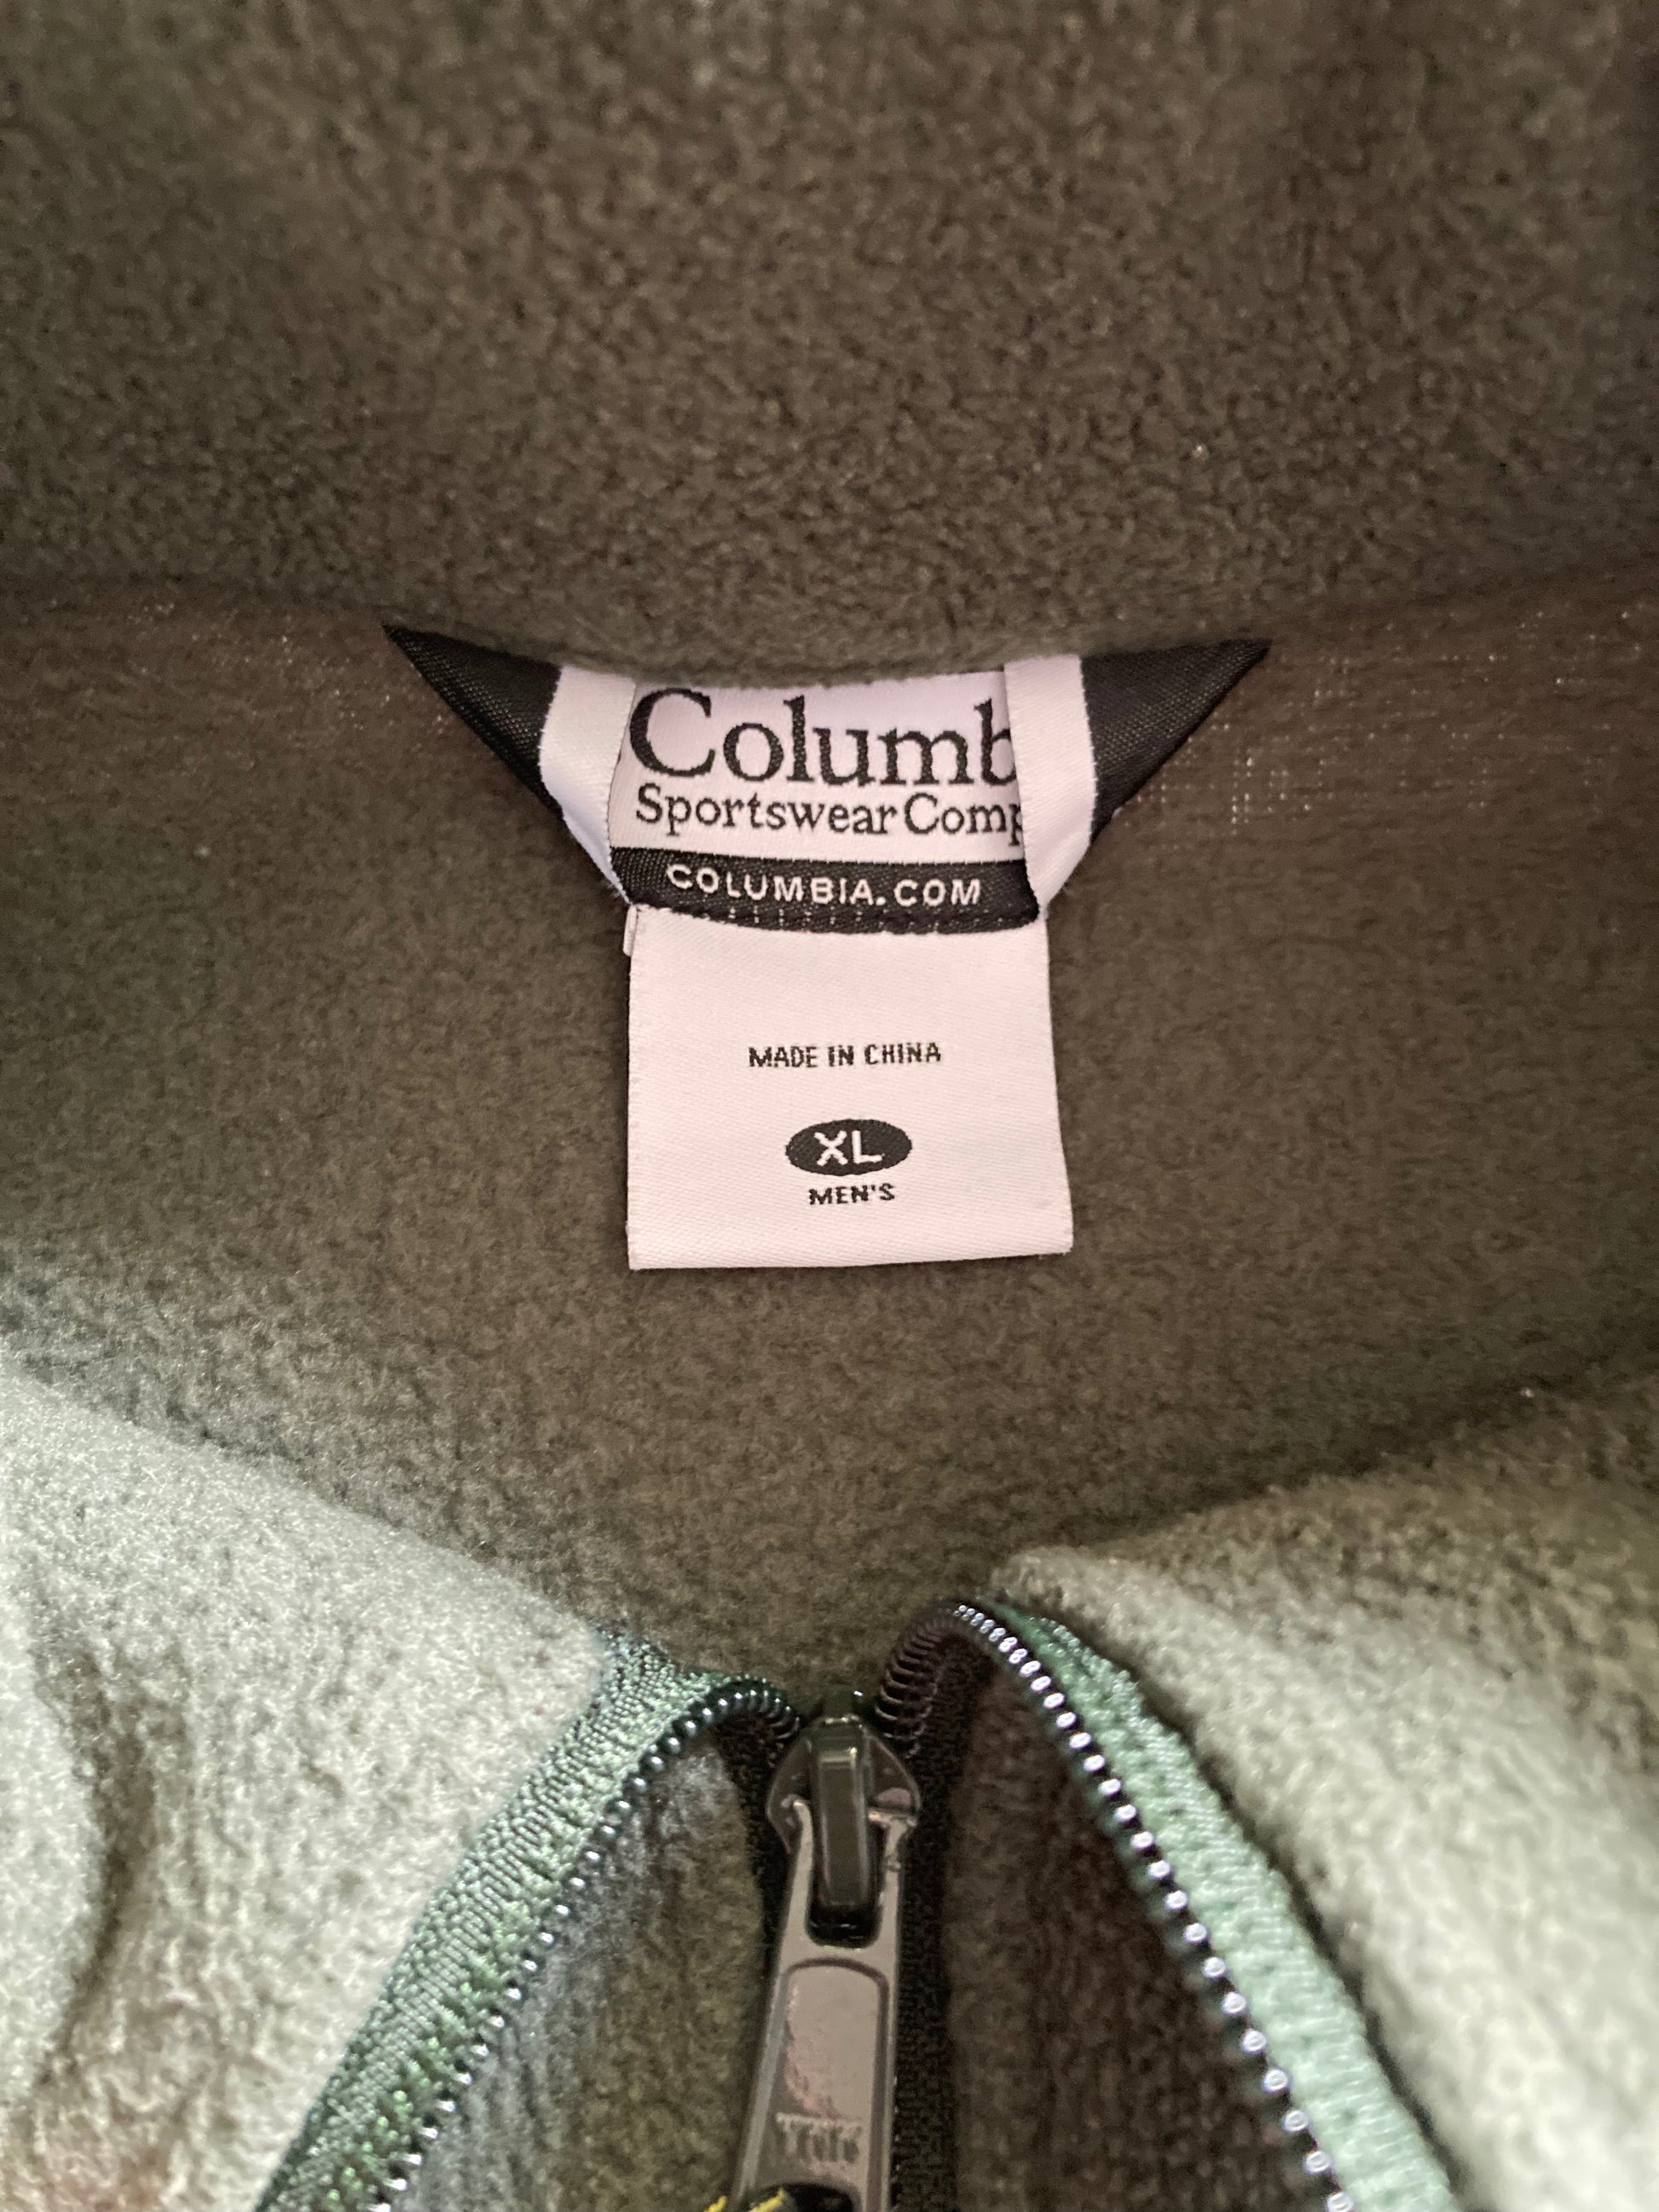 Columb
Sportswear Comp
COLUMBIA.COM
MADE IN CHINA
XL
MEN'S